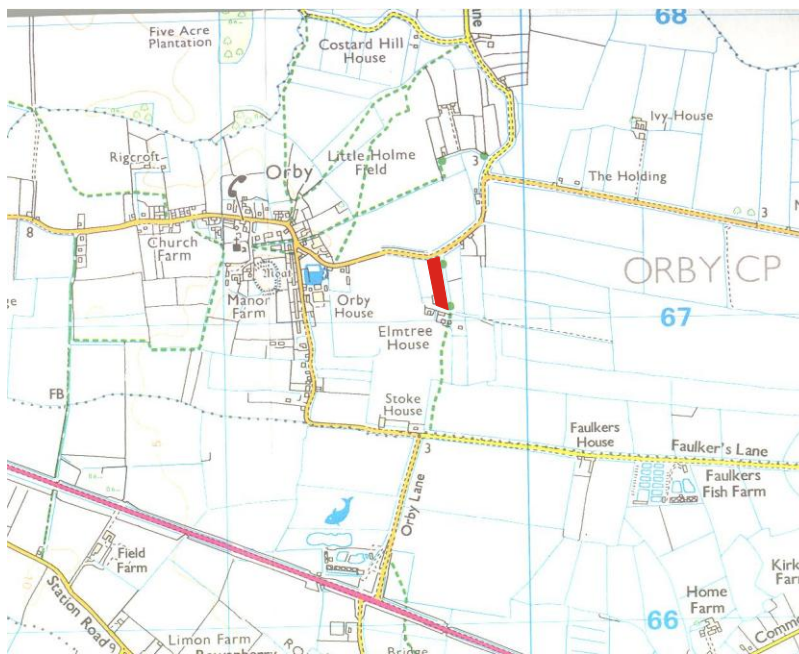 68
Five Acre
Plantation
Costard Hill
House
Ivy House
Rigcroft
Orby
Little Holme
Field
3
The Holding
3
8
Church
Farm
ORBY CP
Manor
Farm
Orby
House
67
Elmtree
House
FB
Stoke
House
3
Faulkers
House
Faulker's Lane
Faulkers
Fish Farm
Orby Lane
Field
Farm
Station Road
Home
Farm
66
Limon Farm
Bridge